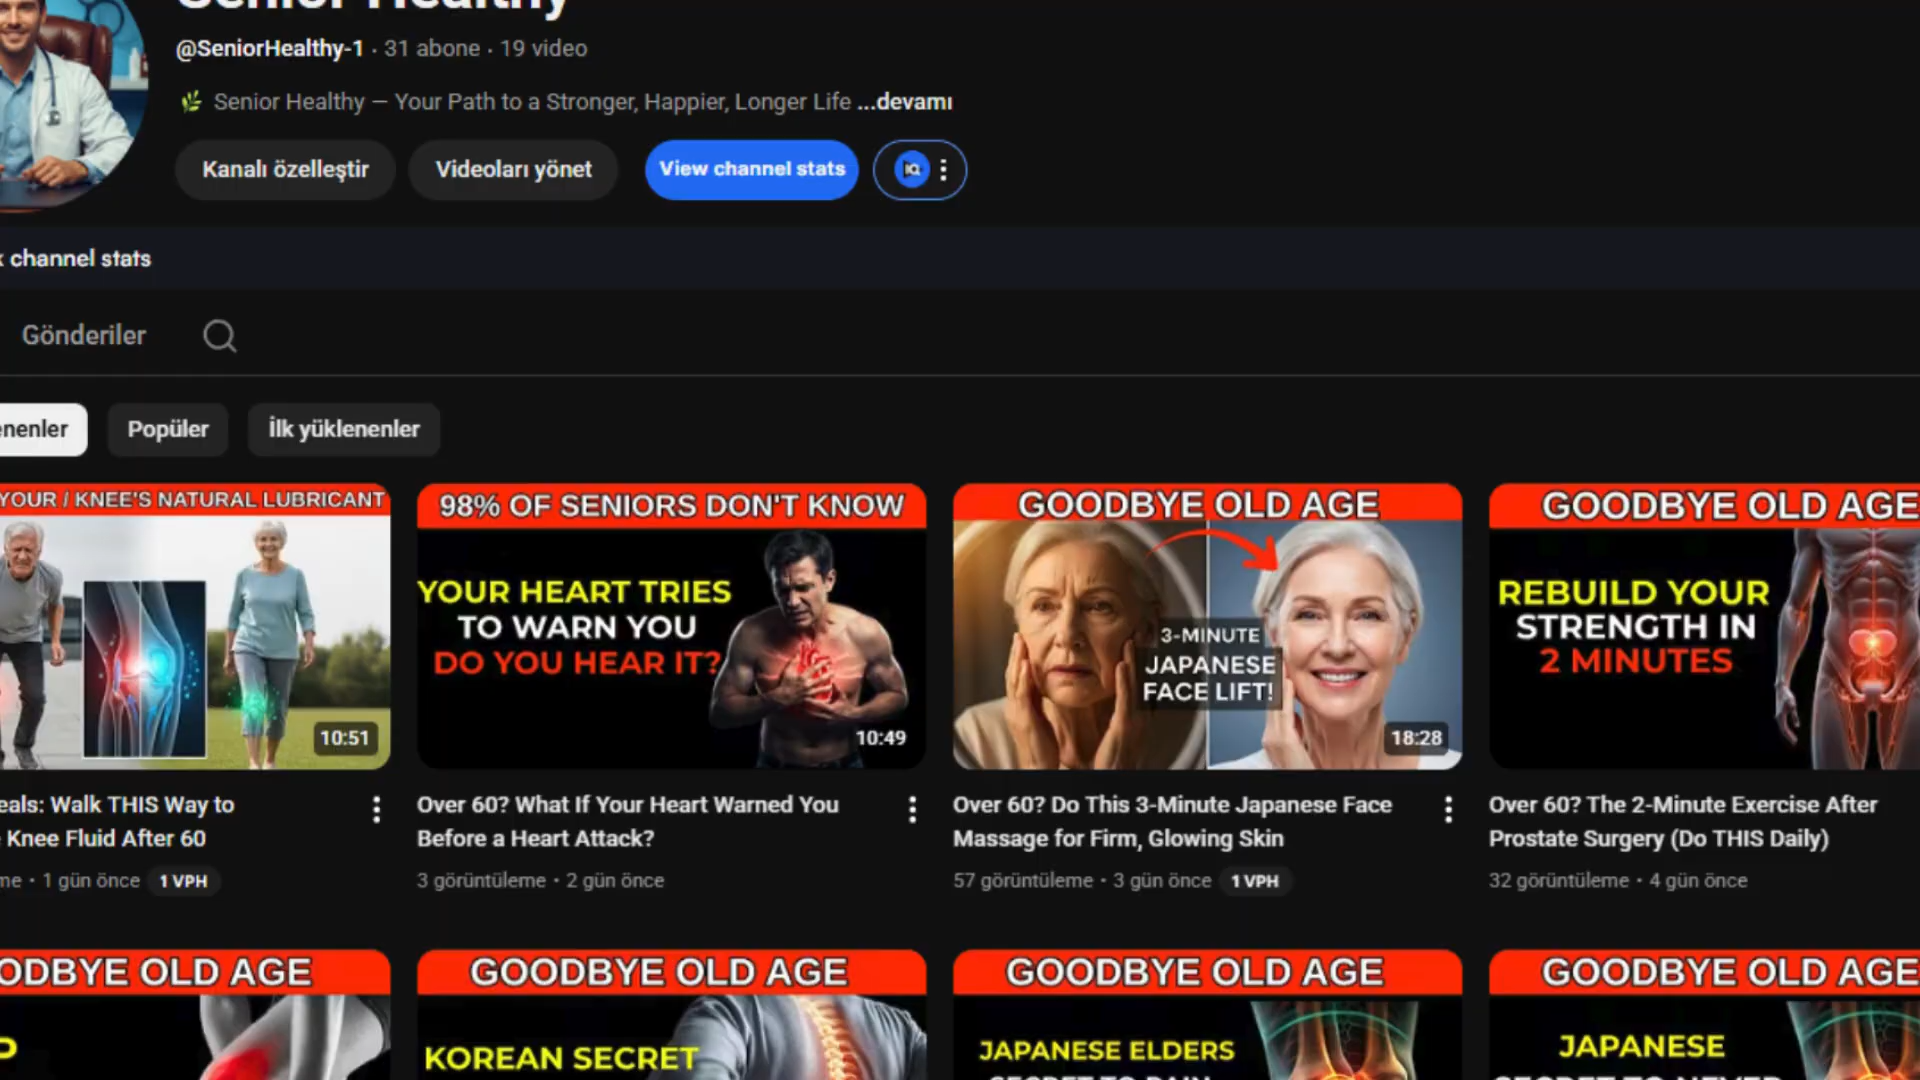 Senior Healthy
@SeniorHealthy-1 · 31 abone · 19 video
Senior Healthy – Your Path to a Stronger, Happier, Longer Life ...devamı
Kanalı özelleştir
Videoları yönet
View channel stats
channel stats
Gönderiler
Popüler
İlk yüklenenler
YOUR / KNEE'S NATURAL LUBRICANT
10:51
Walk THIS Way to
Knee Fluid After 60
1 gün önce
1 VPH
98% OF SENIORS DON'T KNOW
YOUR HEART TRIES
TO WARN YOU
DO YOU HEAR IT?
10:49
Over 60? What If Your Heart Warned You
Before a Heart Attack?
3 görüntüleme • 2 gün önce
GOODBYE OLD AGE
3-MINUTE
JAPANESE
FACE LIFT!
18:28
Over 60? Do This 3-Minute Japanese Face
Massage for Firm, Glowing Skin
57 görüntüleme • 3 gün önce
1 VPH
GOODBYE OLD AGE
REBUILD YOUR
STRENGTH IN
2 MINUTES
Over 60? The 2-Minute Exercise After
Prostate Surgery (Do THIS Daily)
32 görüntüleme • 4 gün önce
OLD AGE
GOODBYE OLD AGE
KOREAN SECRET
GOODBYE OLD AGE
JAPANESE ELDERS
GOODBYE OLD AGE
JAPANESE